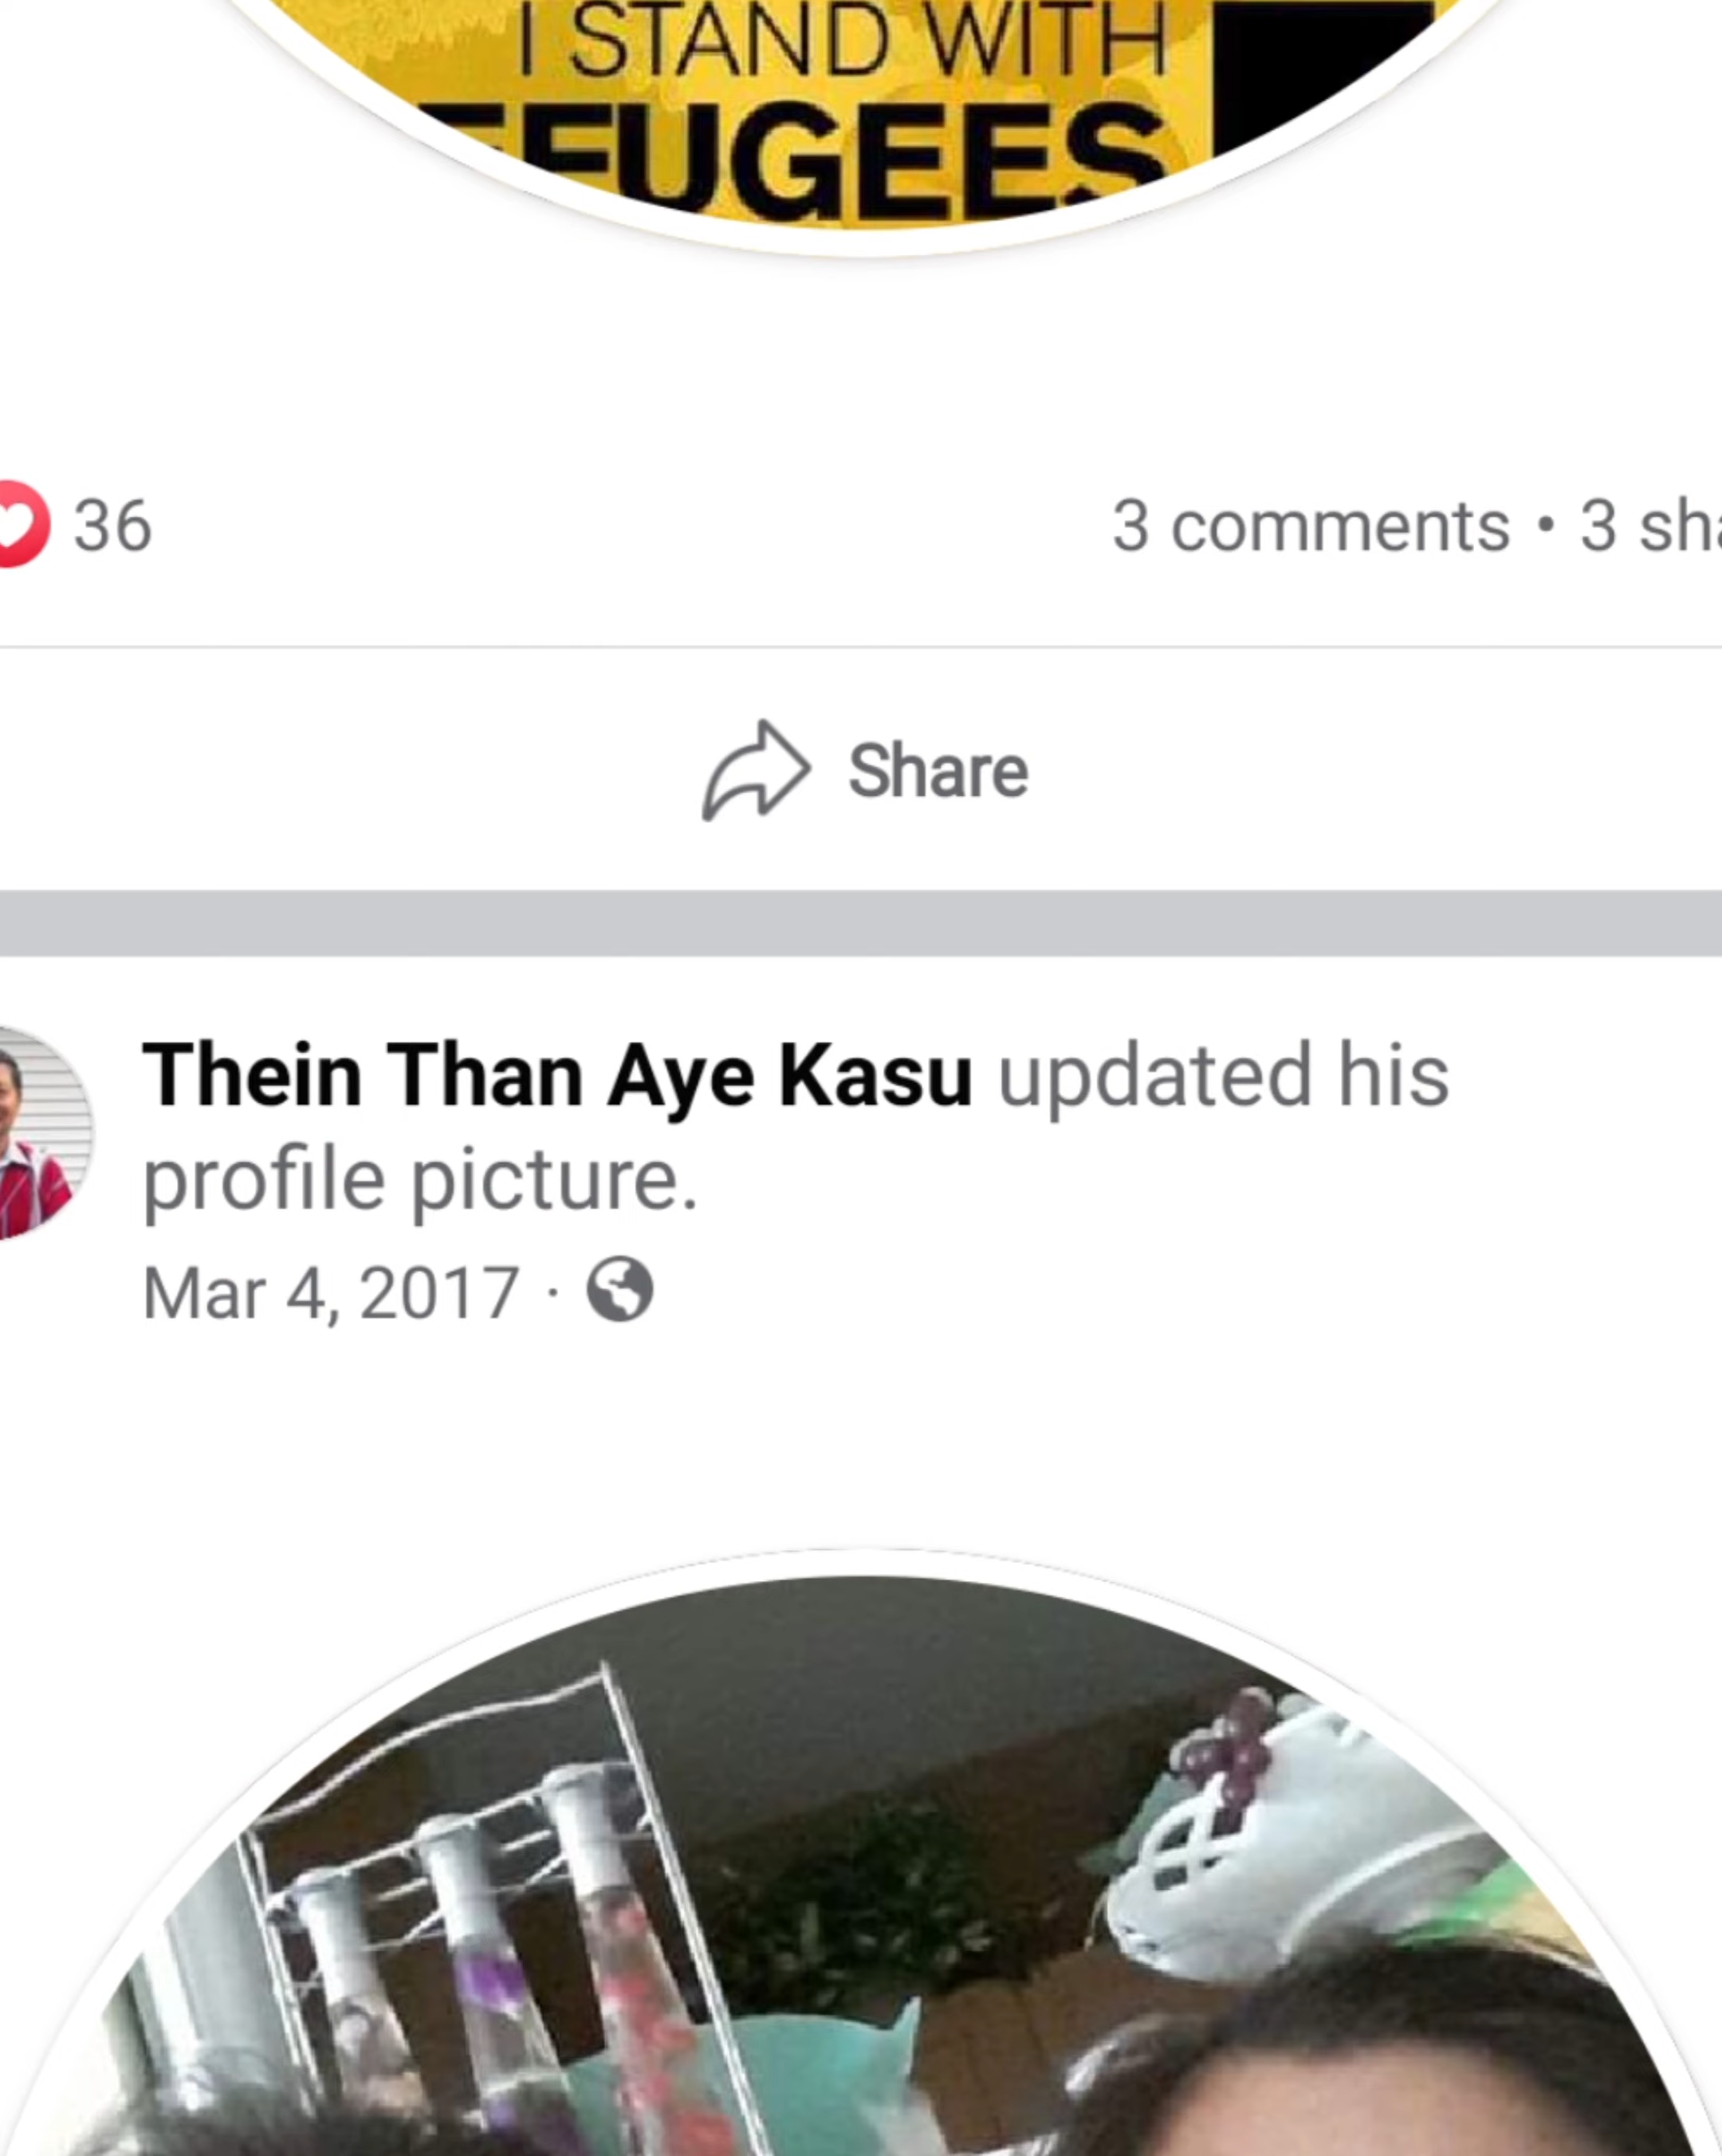 I STAND WITH
EFUGEES
36
3 comments • 3 sha
Share
Thein Than Aye Kasu updated his
profile picture.
Mar 4, 2017 ·